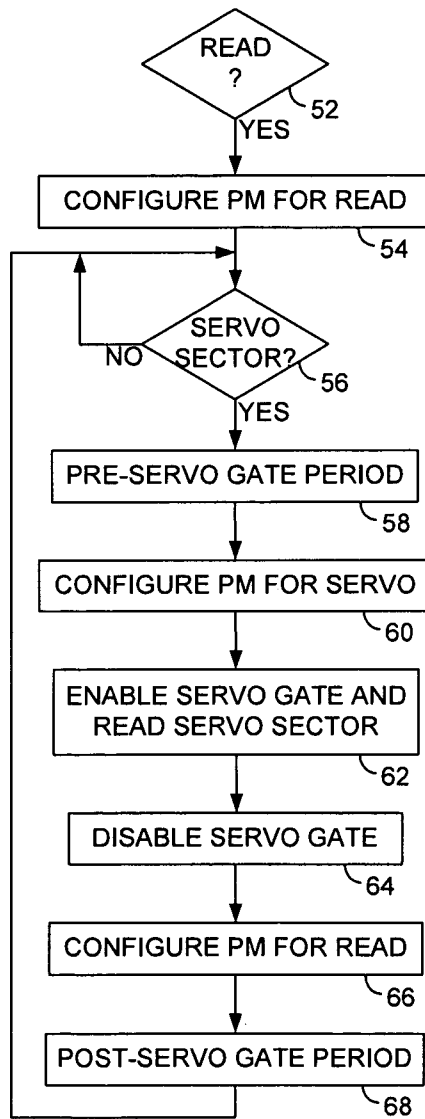 READ
?
52
YES
CONFIGURE PM FOR READ
54
SERVO
SECTOR?
NO
56
YES
PRE-SERVO GATE PERIOD
58
CONFIGURE PM FOR SERVO
60
ENABLE SERVO GATE AND
READ SERVO SECTOR
62
DISABLE SERVO GATE
64
CONFIGURE PM FOR READ
66
POST-SERVO GATE PERIOD
68